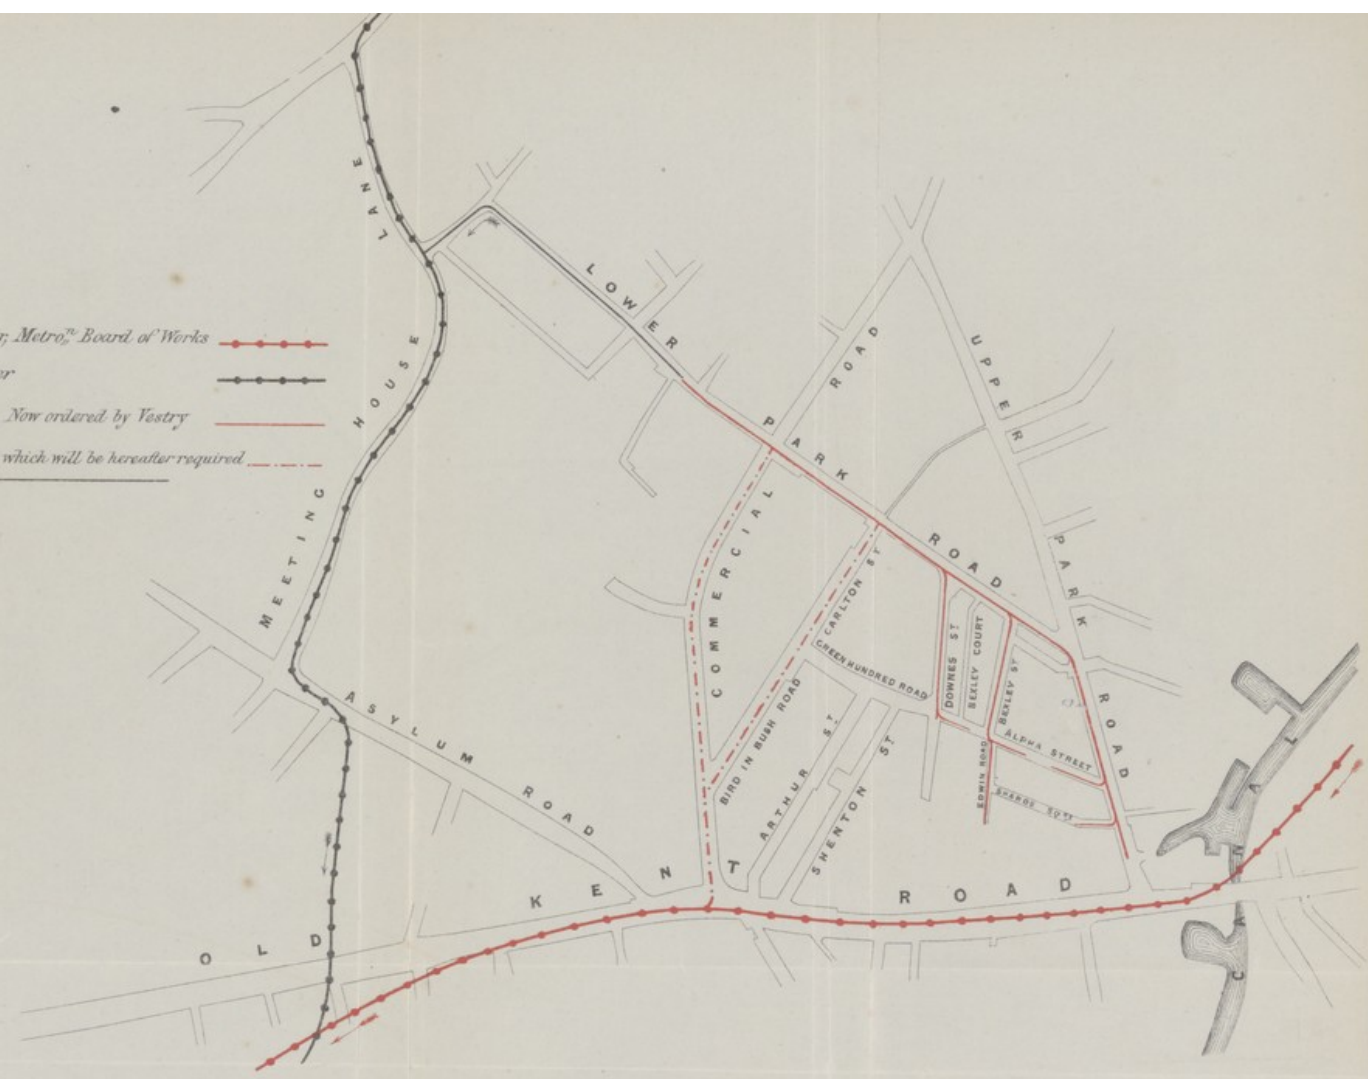 LANE
LOWER
ROAD
UPPER
r, Metron. Board of Works
er
Now ordered by Vestry
which will be hereafter required
HOUSE
PARK
MEETING
COMMERCIAL
ROAD
PARK
CARLTON ST
GREEN HUNDRED ROAD
DOWNES ST
BEXLEY COURT
BEXLEY ST
BIRD IN BUSH ROAD
ASYLUM ROAD
ARTHUR ST
SHENTON ST
EDWIN ROAD
ALPHA STREET
ROAD
OLD KENT ROAD
CANAL